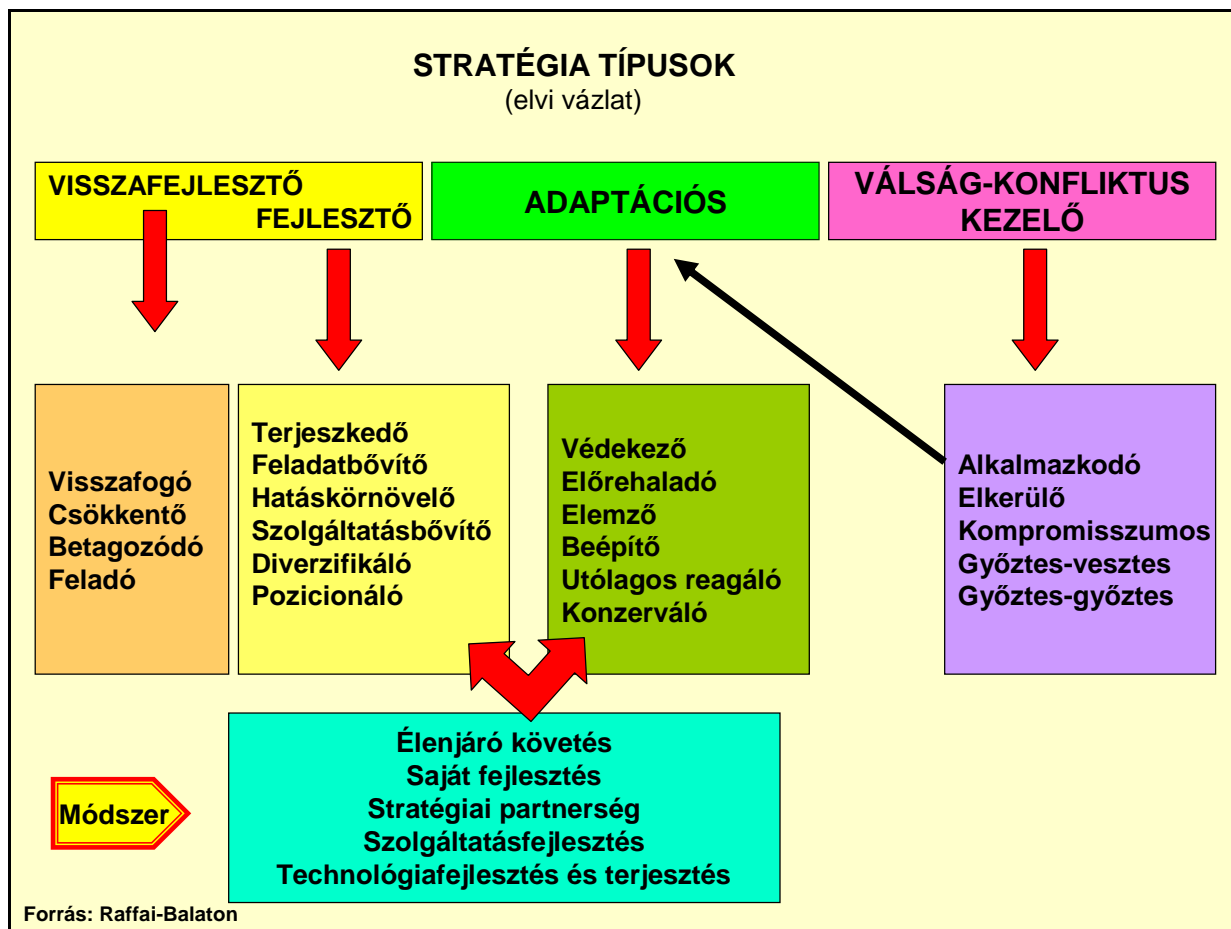 STRATÉGIA TÍPUSOK
(elvi vázlat)
VISSZAFEJLESZTŐ
FEJLESZTŐ
ADAPTÁCIÓS
VÁLSÁG-KONFLIKTUS
KEZELŐ
Visszafogó
Csökkentő
Betagozódó
Feladó
Terjeszkedő
Feladatbővítő
Hatáskörnövelő
Szolgáltatásbővítő
Diverzifikáló
Pozicionáló
Védekező
Előrehaladó
Elemző
Beépítő
Utólagos reagáló
Konzerváló
Alkalmazkodó
Elkerülő
Kompromisszumos
Győztes-vesztes
Győztes-győztes
Módszer
Élenjáró követés
Saját fejlesztés
Stratégiai partnerség
Szolgáltatásfejlesztés
Technológiafejlesztés és terjesztés
Forrás: Raffai-Balaton